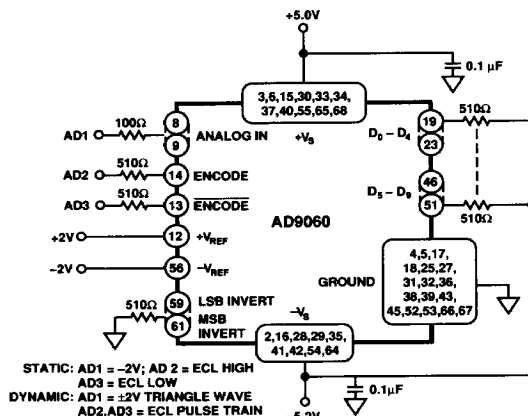 +5.0V
0.1 µF
3,6,15,30,33,34,
37,40,55,65,68
+VS
8
9
100Ω
AD1
ANALOG IN
19
23
D0 – D4
510Ω
510Ω
AD2
14
ENCODE
46
51
D5 – D9
510Ω
510Ω
AD3
13
ENCODE
AD9060
+2V
12
+VREF
–2V
56
–VREF
GROUND
4,5,17,
18,25,27,
31,32,36,
38,39,43,
45,52,53,66,67
510Ω
59
61
LSB INVERT
MSB
INVERT
–VS
2,16,28,29,35,
41,42,54,64
0.1µF
–5.2V
STATIC: AD1 = –2V; AD 2 = ECL HIGH
AD3 = ECL LOW
DYNAMIC: AD1 = ±2V TRIANGLE WAVE
AD2,AD3 = ECL PULSE TRAIN